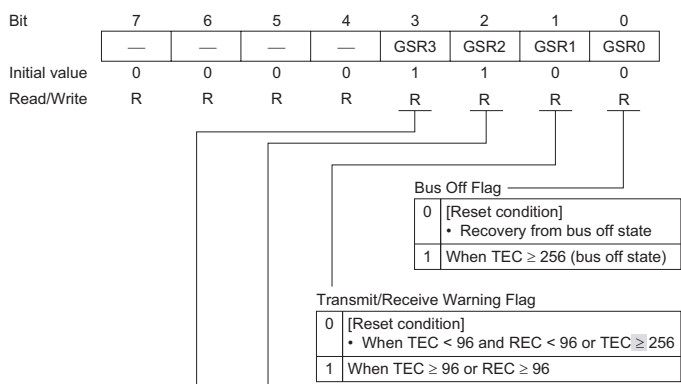 Bit 7 6 5 4 3 2 1 0
— — — — GSR3 GSR2 GSR1 GSR0
Initial value 0 0 0 0 1 1 0 0
Read/Write R R R R R R R R
Bus Off Flag
0 [Reset condition]
• Recovery from bus off state
1 When TEC ≥ 256 (bus off state)
Transmit/Receive Warning Flag
0 [Reset condition]
• When TEC < 96 and REC < 96 or TEC ≥ 256
1 When TEC ≥ 96 or REC ≥ 96